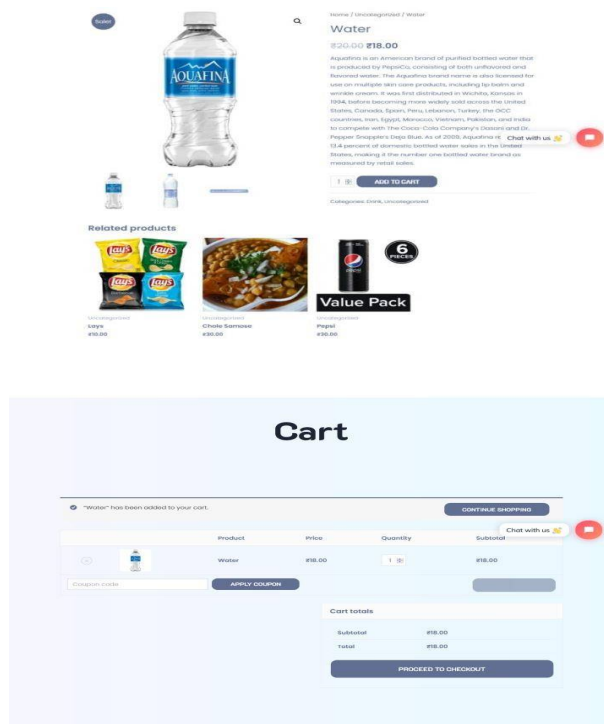 Sale!
AQUAFINA
Home / Uncategorized / Water
Water
₹20.00 ₹18.00
Aquafina is an American brand of purified bottled water that
is produced by PepsiCo, consisting of both unflavored and
flavored water. The Aquafina brand name is also licensed for
use on multiple skin care products, including lip balm and
wrinkle cream. It was first distributed in Wichita, Kansas in
1994, before becoming more widely sold across the United
States, Canada, Spain, Peru, Lebanon, Turkey, the GCC
countries, Iran, Egypt, Morocco, Vietnam, Pakistan, and India
to compete with The Coca-Cola Company's Dasani and Dr.
Pepper Snapple's Deja Blue. As of 2009, Aquafina
13.4 percent of domestic bottled water sales in the United
States, making it the number one bottled water brand as
measured by retail sales.
Chat with us
1
ADD TO CART
Categories: Drink, Uncategorized
Related products
Lay's
Lay's
Lay's
Lay's
pepsi
6
PIECES
Value Pack
Uncategorized
Lays
₹10.00
Uncategorized
Chole Samose
₹30.00
Uncategorized
Pepsi
₹30.00
Cart
"Water" has been added to your cart.
CONTINUE SHOPPING
Chat with us
Product Price Quantity Subtotal
Water ₹18.00 1 ₹18.00
Coupon code
APPLY COUPON
Cart totals
Subtotal ₹18.00
Total ₹18.00
PROCEED TO CHECKOUT